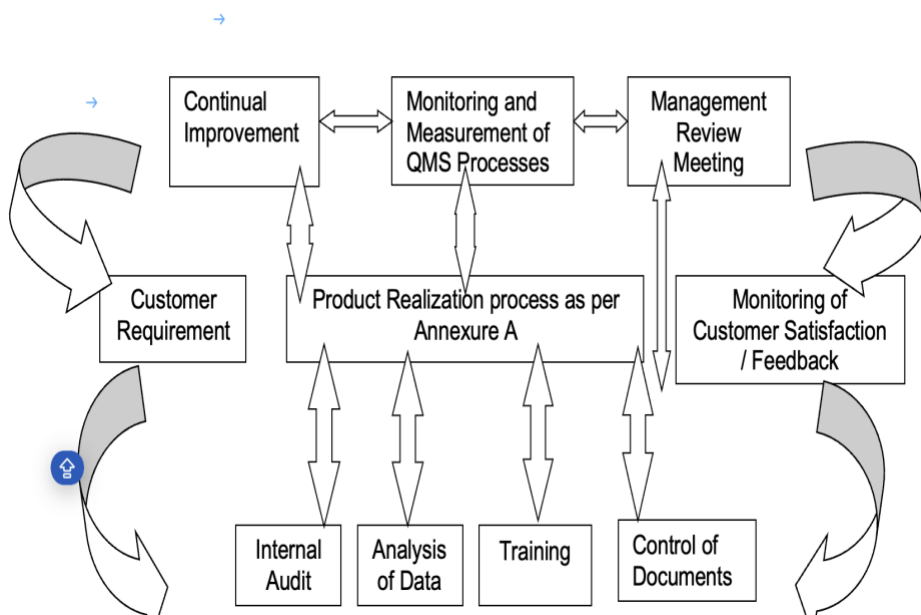 Continual
Improvement
Monitoring and
Measurement of
QMS Processes
Management
Review
Meeting
Customer
Requirement
Product Realization process as per
Annexure A
Monitoring of
Customer Satisfaction
/ Feedback
Internal
Audit
Analysis
of Data
Training
Control of
Documents